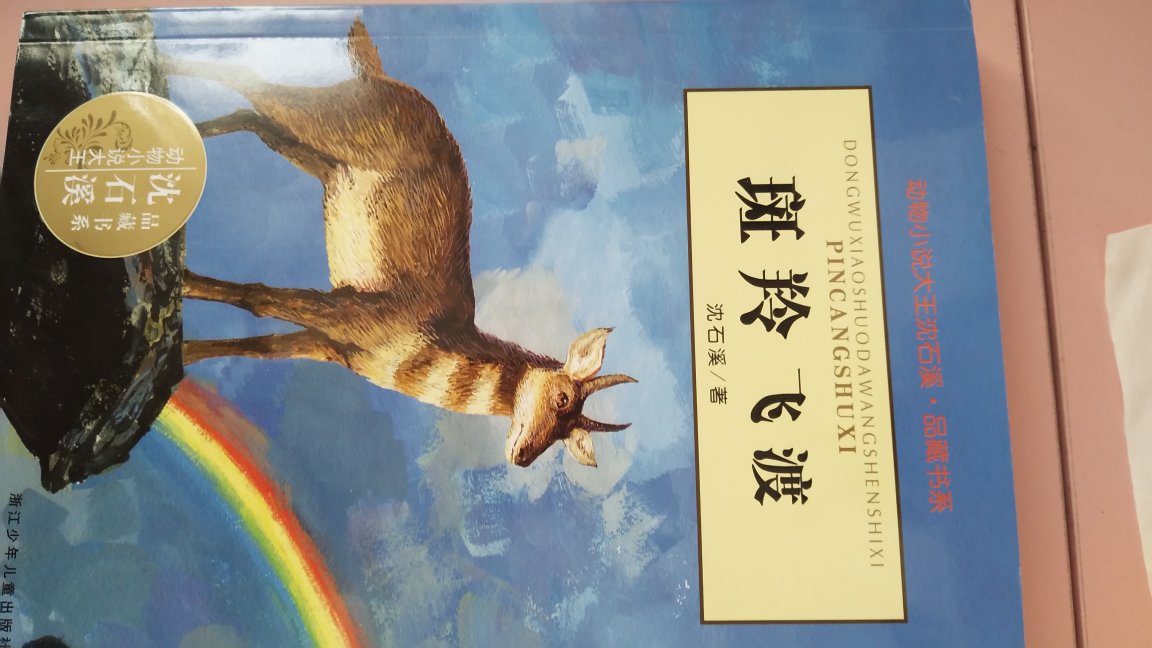 动物小说大王沈石溪·品藏书系
DONGWUXIAOSHUODAWANGSHENSHIXI
PINCANGSHUXI
斑羚飞渡
沈石溪/著
动物小说大王
沈石溪
品藏书系
浙江少年儿童出版社